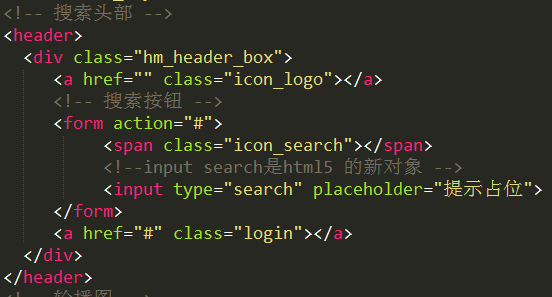 <!-- 搜索头部 -->
<header>
<div class="hm_header_box">
<a href="" class="icon_logo"></a>
<!-- 搜索按钮 -->
<form action="#">
<span class="icon_search"></span>
<!--input search是html5 的新对象 -->
<input type="search" placeholder="提示占位">
</form>
<a href="#" class="login"></a>
</div>
</header>